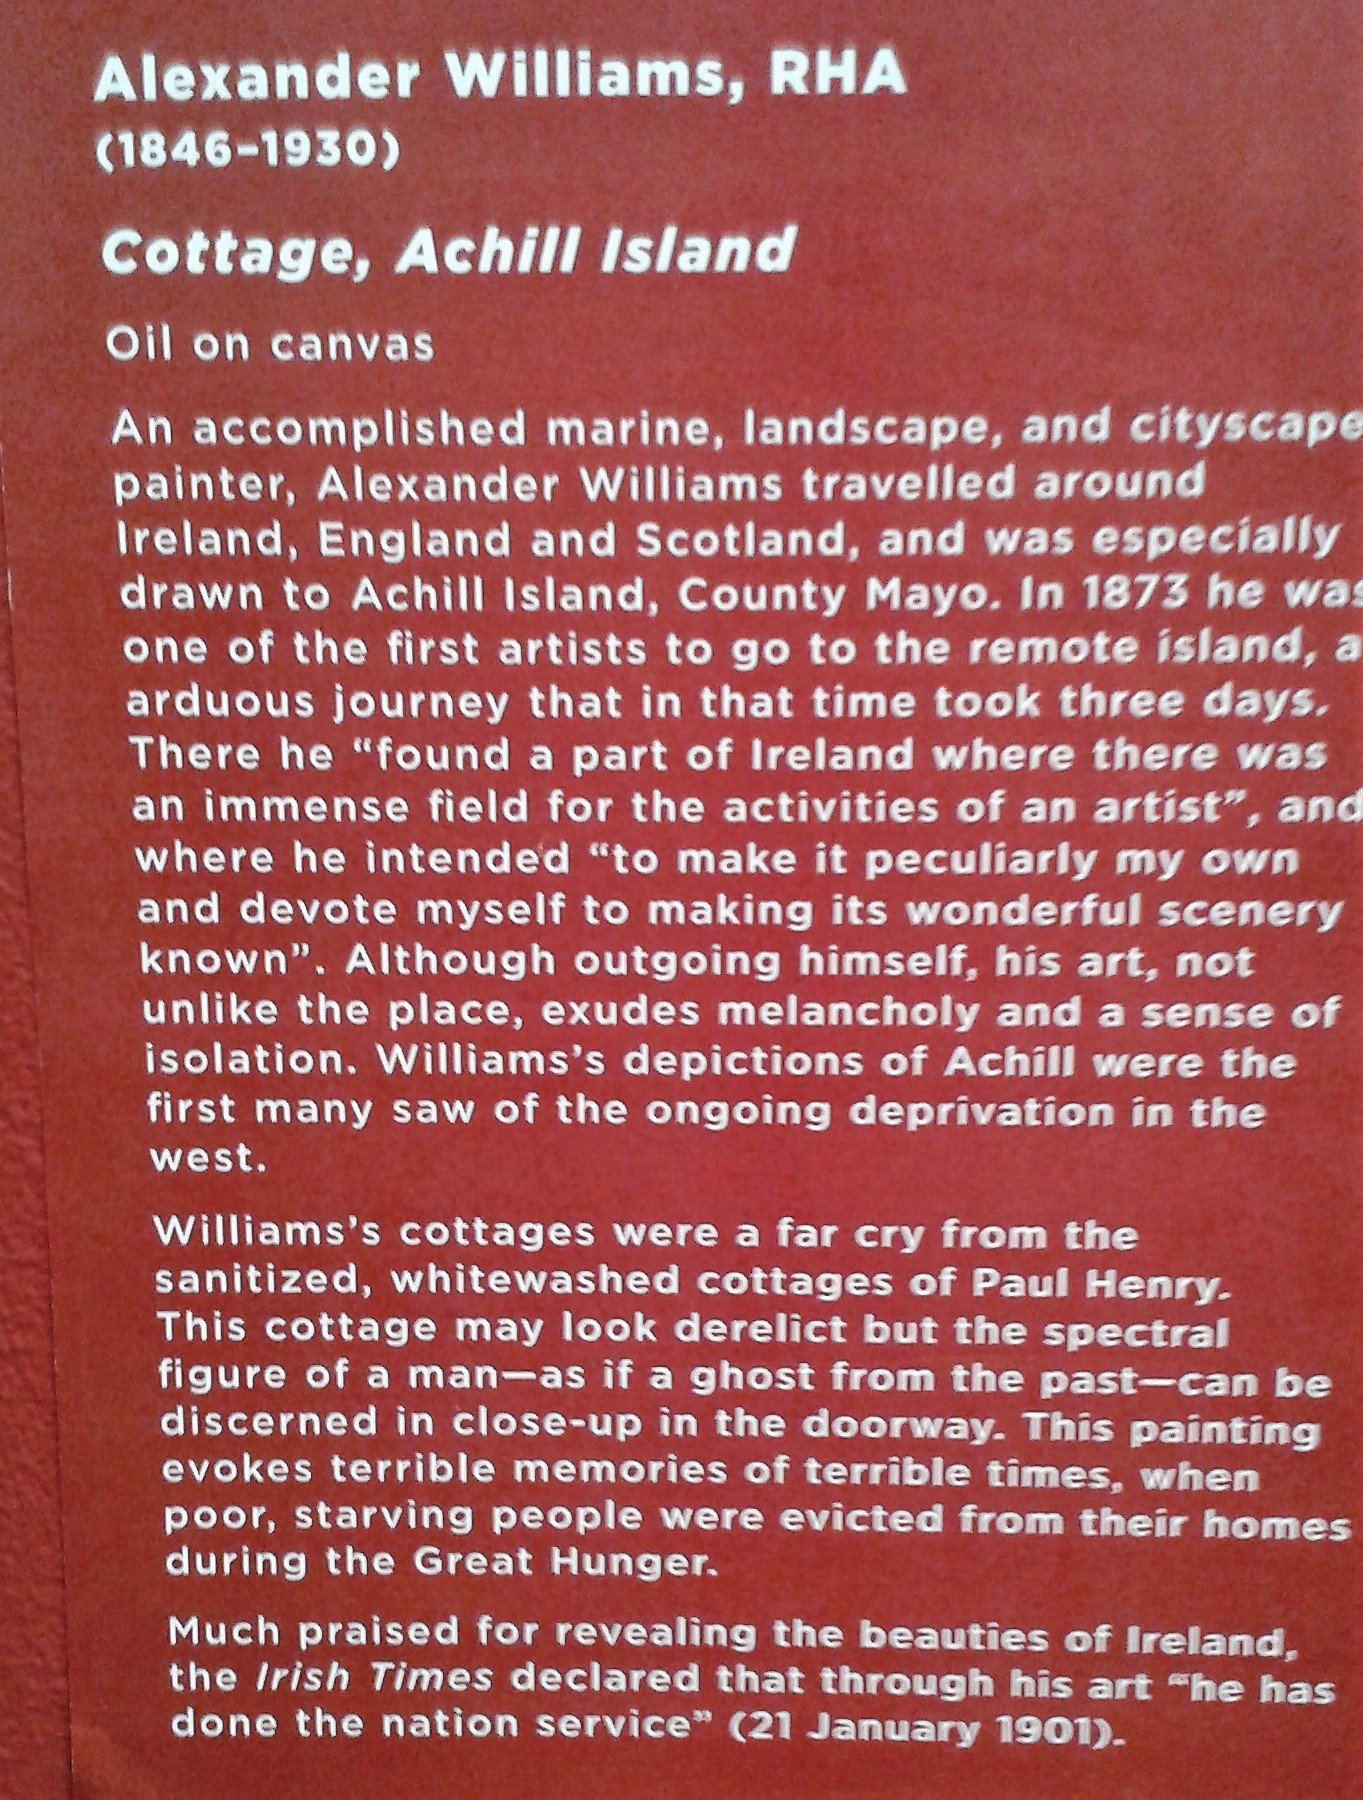 Alexander Williams, RHA
(1846–1930)
Cottage, Achill Island
Oil on canvas
An accomplished marine, landscape, and cityscape
painter, Alexander Williams travelled around
Ireland, England and Scotland, and was especially
drawn to Achill Island, County Mayo. In 1873 he was
one of the first artists to go to the remote island, a
arduous journey that in that time took three days.
There he “found a part of Ireland where there was
an immense field for the activities of an artist”, and
where he intended “to make it peculiarly my own
and devote myself to making its wonderful scenery
known”. Although outgoing himself, his art, not
unlike the place, exudes melancholy and a sense of
isolation. Williams’s depictions of Achill were the
first many saw of the ongoing deprivation in the
west.
Williams’s cottages were a far cry from the
sanitized, whitewashed cottages of Paul Henry.
This cottage may look derelict but the spectral
figure of a man—as if a ghost from the past—can be
discerned in close-up in the doorway. This painting
evokes terrible memories of terrible times, when
poor, starving people were evicted from their homes
during the Great Hunger.
Much praised for revealing the beauties of Ireland,
the Irish Times declared that through his art “he has
done the nation service” (21 January 1901).